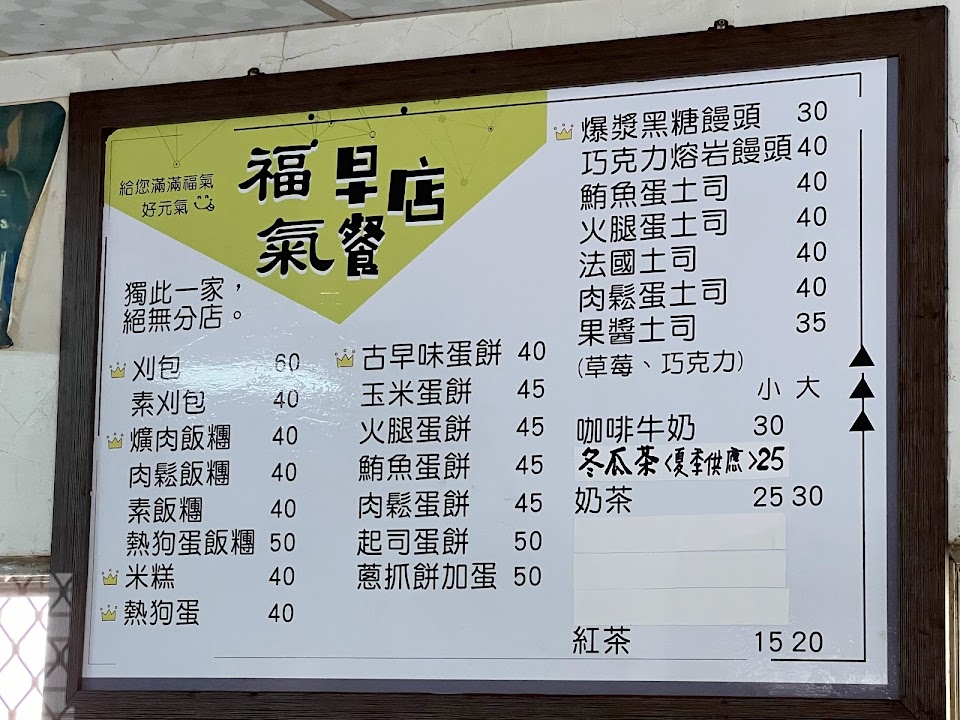 給您滿滿福氣
好元氣
福氣早餐店
獨此一家，
絕無分店。
刈包 60
素刈包 40
爌肉飯糰 40
肉鬆飯糰 40
素飯糰 40
熱狗蛋飯糰 50
米糕 40
熱狗蛋 40
古早味蛋餅 40
玉米蛋餅 45
火腿蛋餅 45
鮪魚蛋餅 45
肉鬆蛋餅 45
起司蛋餅 50
蔥抓餅加蛋 50
爆漿黑糖饅頭 30
巧克力熔岩饅頭 40
鮪魚蛋土司 40
火腿蛋土司 40
法國土司 40
肉鬆蛋土司 40
果醬土司 35
(草莓、巧克力)
小 大
咖啡牛奶 30
冬瓜茶<夏季供應>25
奶茶 25 30
紅茶 15 20